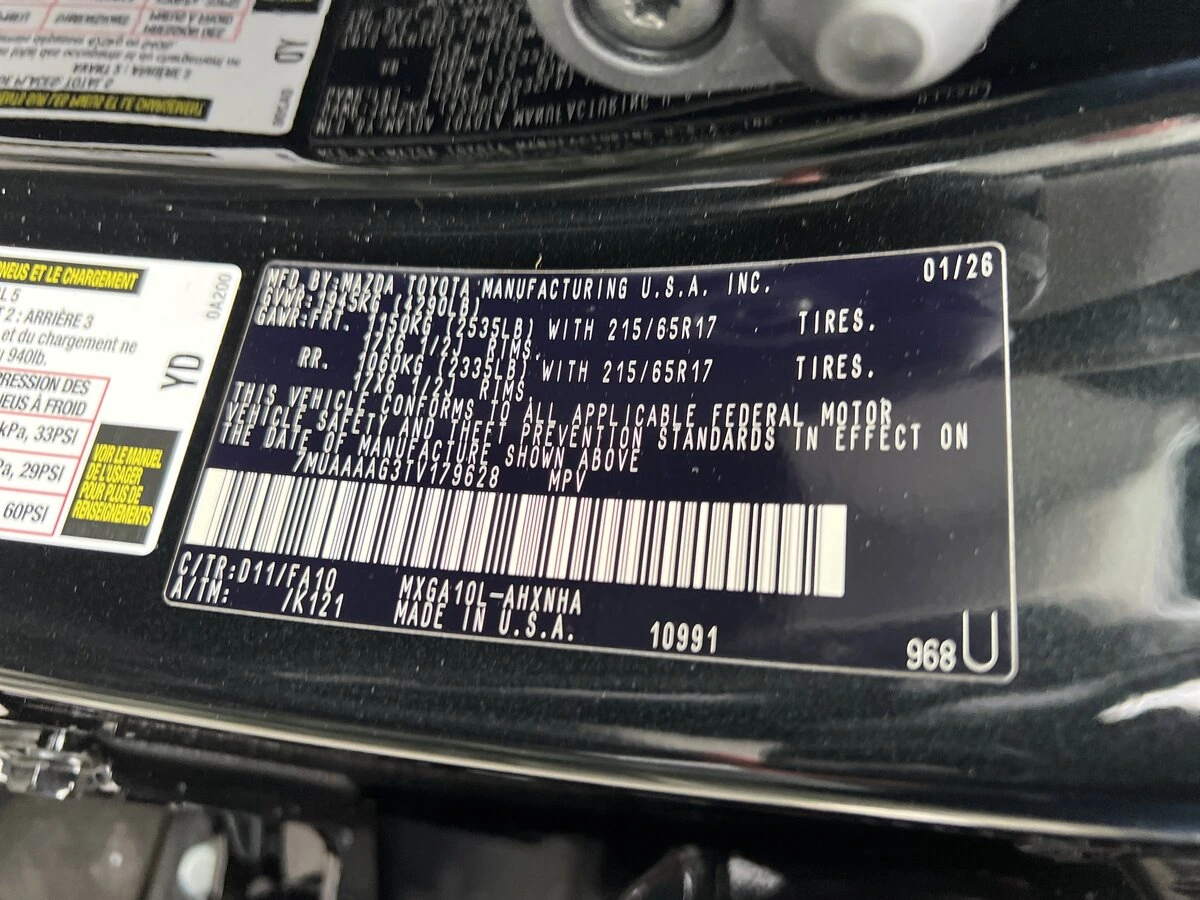 MFD.BY:MAZDA TOYOTA MANUFACTURING U.S.A. INC. 01/26
GVWR:1945KG (4290LB)
GAWR:FRT. 1150KG (2535LB) WITH 215/65R17 TIRES.
17X6 1/2J RIMS.
RR. 1060KG (2335LB) WITH 215/65R17 TIRES.
17X6 1/2J RIMS.
THIS VEHICLE CONFORMS TO ALL APPLICABLE FEDERAL MOTOR
VEHICLE SAFETY AND THEFT PREVENTION STANDARDS IN EFFECT ON
THE DATE OF MANUFACTURE SHOWN ABOVE
7MUAAAAG3TV179628 MPV
C/TR:D11/FA10 MXGA10L-AHXNHA
A/TM: /K121 MADE IN U.S.A. 10991
968 U
NEUS ET LE CHARGEMENT
L 5
2 : ARRIÈRE 3
et du chargement ne
940lb.
0A200
YD
RESSION DES
EUS À FROID
kPa, 33PSI
a, 29PSI
60PSI
VOIR LE MANUEL
DE L'USAGER
POUR PLUS DE
RENSEIGNEMENTS